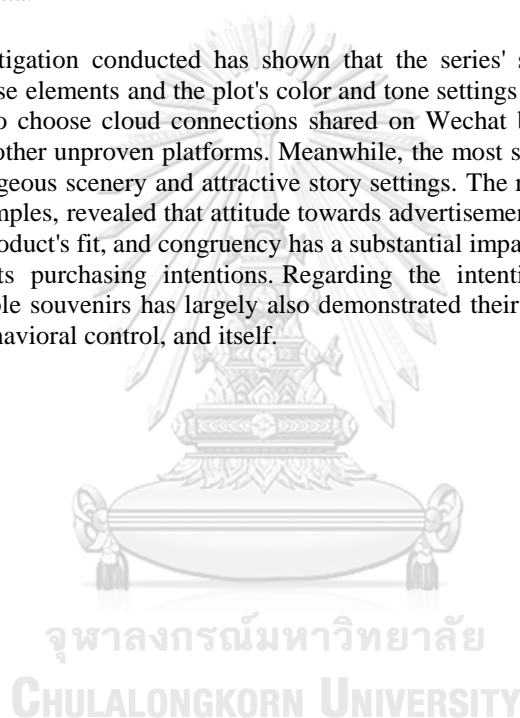 tigation conducted has shown that the series' s
se elements and the plot's color and tone settings
o choose cloud connections shared on Wechat b
other unproven platforms. Meanwhile, the most s
geous scenery and attractive story settings. The r
mples, revealed that attitude towards advertisemen
oduct's fit, and congruency has a substantial impa
ts purchasing intentions. Regarding the intenti
ble souvenirs has largely also demonstrated their
havioral control, and itself.
จุฬาลงกรณ์มหาวิทยาลัย
CHULALONGKORN UNIVERSITY